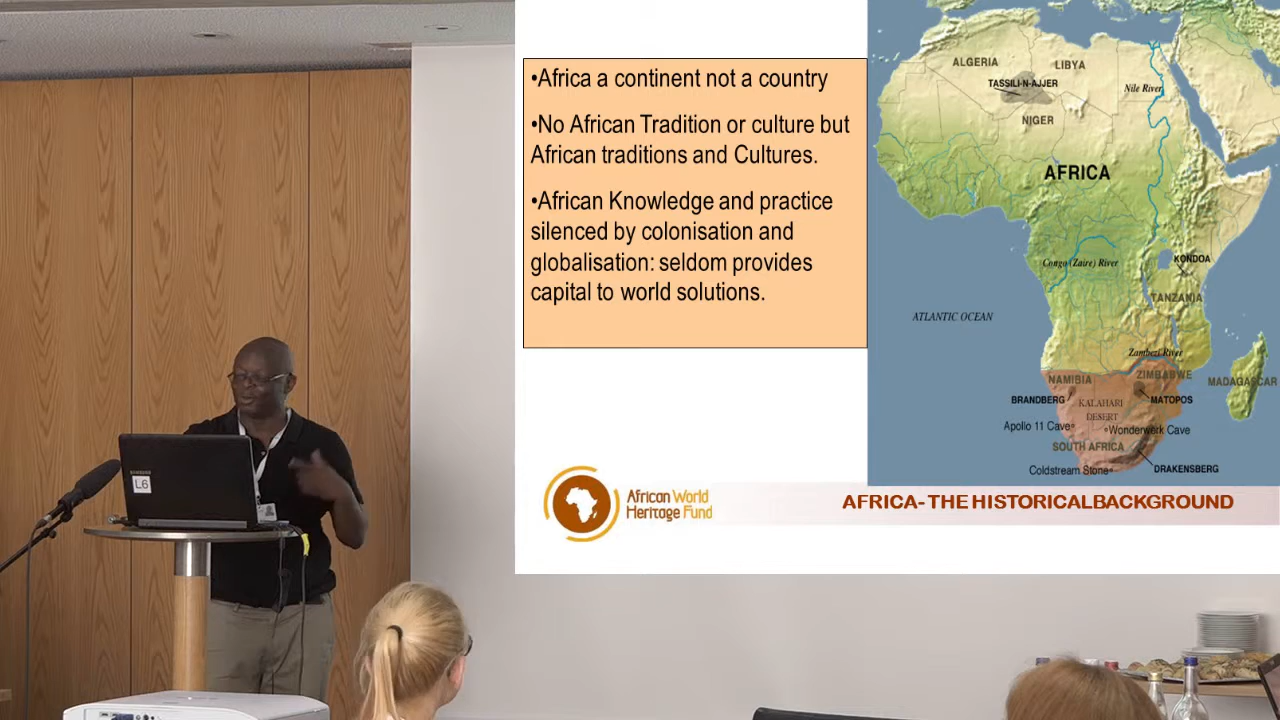 •Africa a continent not a country
•No African Tradition or culture but
African traditions and Cultures.
•African Knowledge and practice
silenced by colonisation and
globalisation: seldom provides
capital to world solutions.
ALGERIA
LIBYA
TASSILI-N-AJJER
Nile River
NIGER
AFRICA
Congo (Zaire) River
KONDOA
TANZANIA
ATLANTIC OCEAN
Zambezi River
NAMIBIA
ZIMBABWE
MADAGASCAR
BRANDBERG
KALAHARI
DESERT
MATOPOS
Apollo 11 Cave
Wonderwerk Cave
SOUTH AFRICA
Coldstream Stone
DRAKENSBERG
African World
Heritage Fund
AFRICA- THE HISTORICALBACKGROUND
SAMSUNG
L6